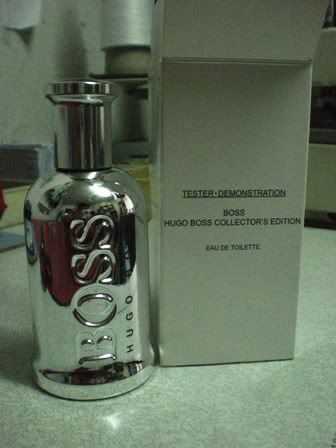 BOSS
HUGO
TESTER·DEMONSTRATION
BOSS
HUGO BOSS COLLECTOR'S EDITION
EAU DE TOILETTE